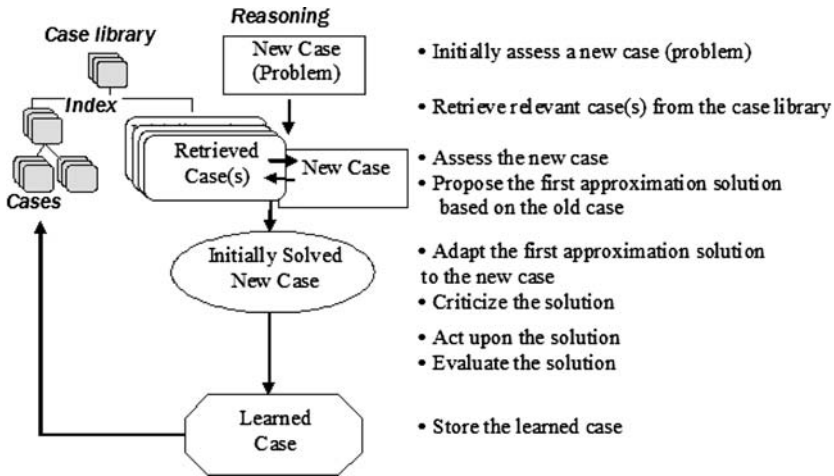 Reasoning
Case library
New Case
(Problem)
Index
Retrieved
Case(s)
New Case
Cases
Initially Solved
New Case
Learned
Case
• Initially assess a new case (problem)
• Retrieve relevant case(s) from the case library
• Assess the new case
• Propose the first approximation solution
based on the old case
• Adapt the first approximation solution
to the new case
• Criticize the solution
• Act upon the solution
• Evaluate the solution
• Store the learned case